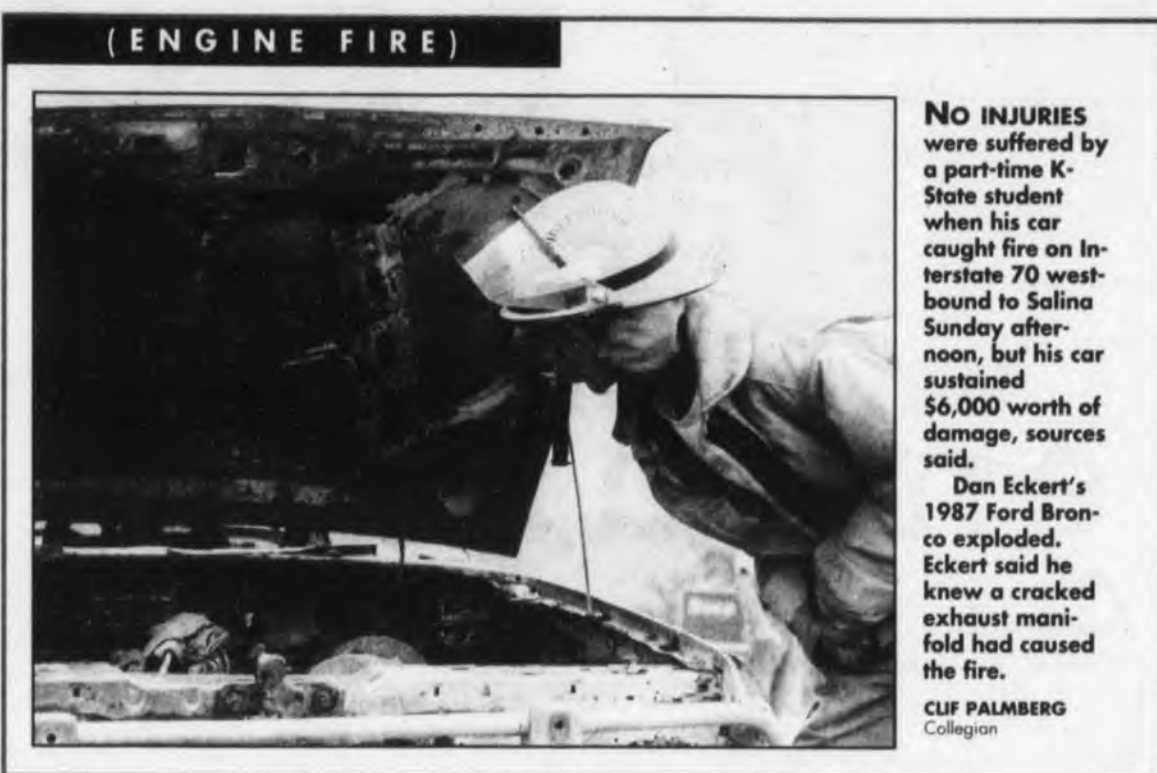 (ENGINE FIRE)
NO INJURIES
were suffered by
a part-time K-
State student
when his car
caught fire on In-
terstate 70 west-
bound to Salina
Sunday after-
noon, but his car
sustained
$6,000 worth of
damage, sources
said.
Dan Eckert's
1987 Ford Bron-
co exploded.
Eckert said he
knew a cracked
exhaust mani-
fold had caused
the fire.
CLIF PALMBERG
Collegian